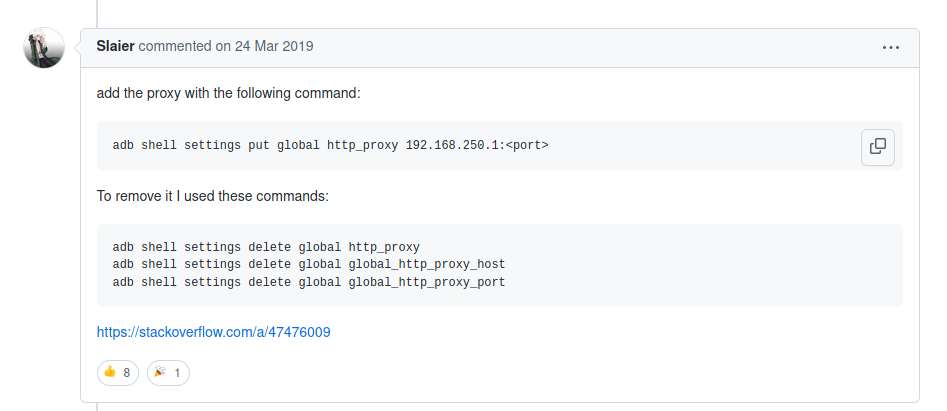 Slaier commented on 24 Mar 2019
add the proxy with the following command:
adb shell settings put global http_proxy 192.168.250.1:<port>
To remove it I used these commands:
adb shell settings delete global http_proxy
adb shell settings delete global global_http_proxy_host
adb shell settings delete global global_http_proxy_port
https://stackoverflow.com/a/47476009
8 1